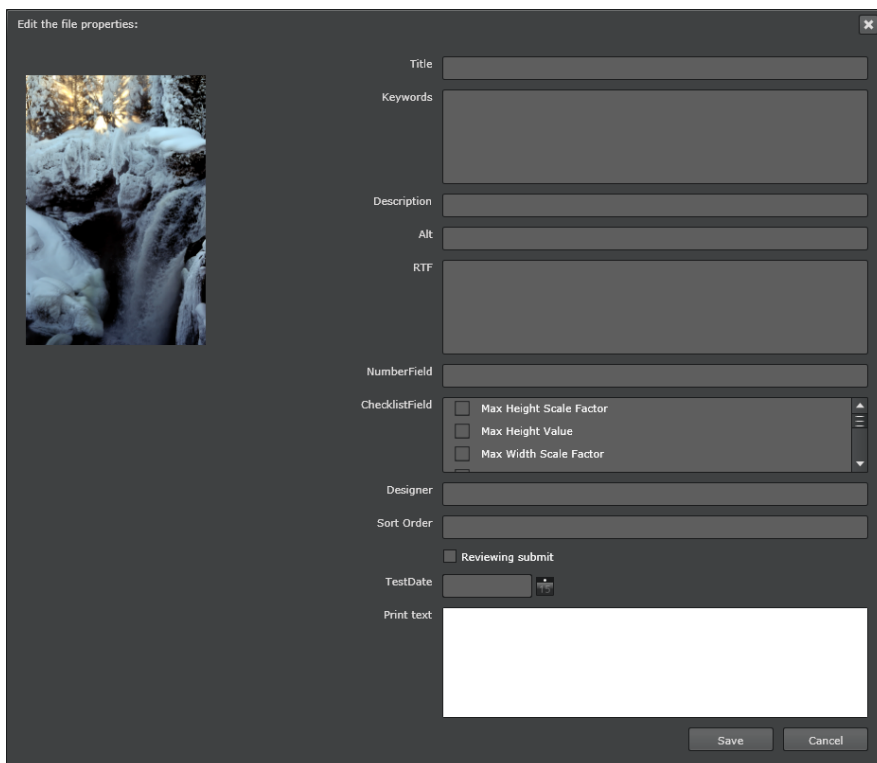 Edit the file properties:
Title
Keywords
Description
Alt
RTF
NumberField
ChecklistField
Max Height Scale Factor
Max Height Value
Max Width Scale Factor
Designer
Sort Order
Reviewing submit
TestDate
15
Print text
Save
Cancel